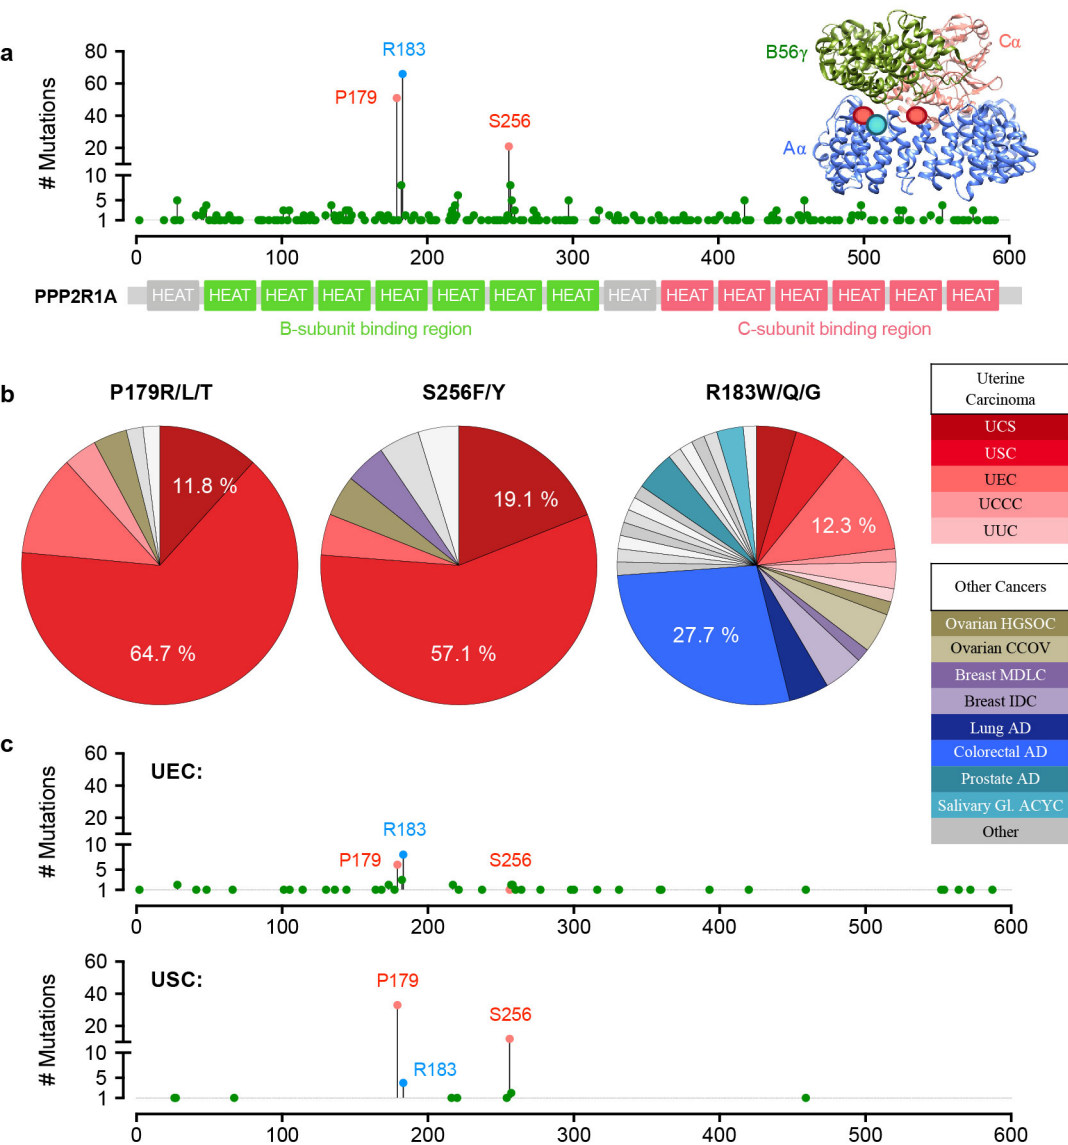 a
# Mutations
80
60
40
20
10
5
1
R183
P179
S256
B56γ
Cα
Aα
0 100 200 300 400 500 600
PPP2R1A
HEAT HEAT HEAT HEAT HEAT HEAT HEAT HEAT HEAT HEAT HEAT HEAT HEAT HEAT HEAT
B-subunit binding region
C-subunit binding region
b
P179R/L/T
11.8 %
64.7 %
S256F/Y
19.1 %
57.1 %
R183W/Q/G
12.3 %
27.7 %
Uterine
Carcinoma
UCS
USC
UEC
UCCC
UUC
Other Cancers
Ovarian HGSOC
Ovarian CCOV
Breast MDLC
Breast IDC
Lung AD
Colorectal AD
Prostate AD
Salivary Gl. ACYC
Other
c
# Mutations
60
40
20
10
5
1
UEC:
R183
P179
S256
0 100 200 300 400 500 600
# Mutations
60
40
20
10
5
1
USC:
P179
S256
R183
0 100 200 300 400 500 600